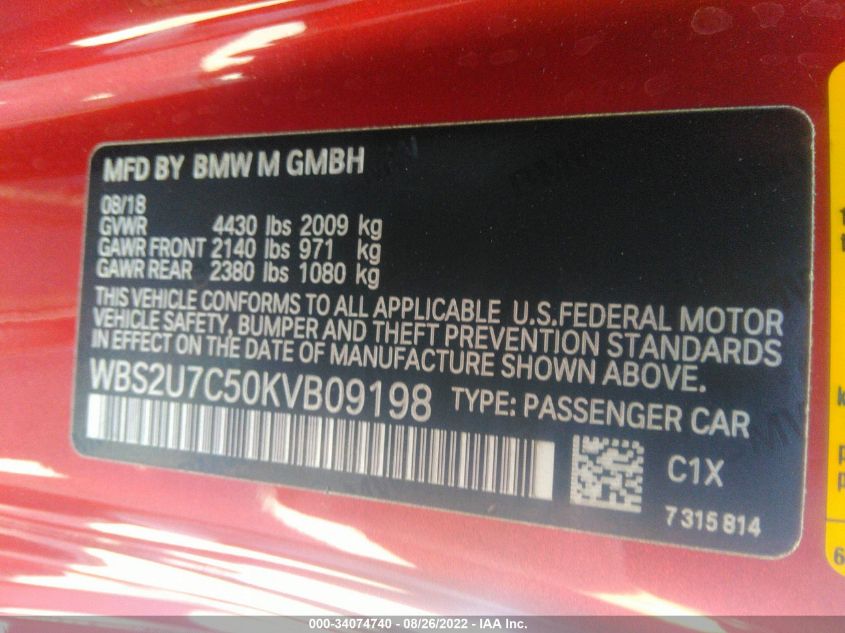 MFD BY BMW M GMBH
08/18
GVWR 4430 lbs 2009 kg
GAWR FRONT 2140 lbs 971 kg
GAWR REAR 2380 lbs 1080 kg
THIS VEHICLE CONFORMS TO ALL APPLICABLE U.S.FEDERAL MOTOR
VEHICLE SAFETY, BUMPER AND THEFT PREVENTION STANDARDS
IN EFFECT ON THE DATE OF MANUFACTURE SHOWN ABOVE.
WBS2U7C50KVB09198 TYPE: PASSENGER CAR
C1X
7315814
000-34074740 - 08/26/2022 - IAA Inc.